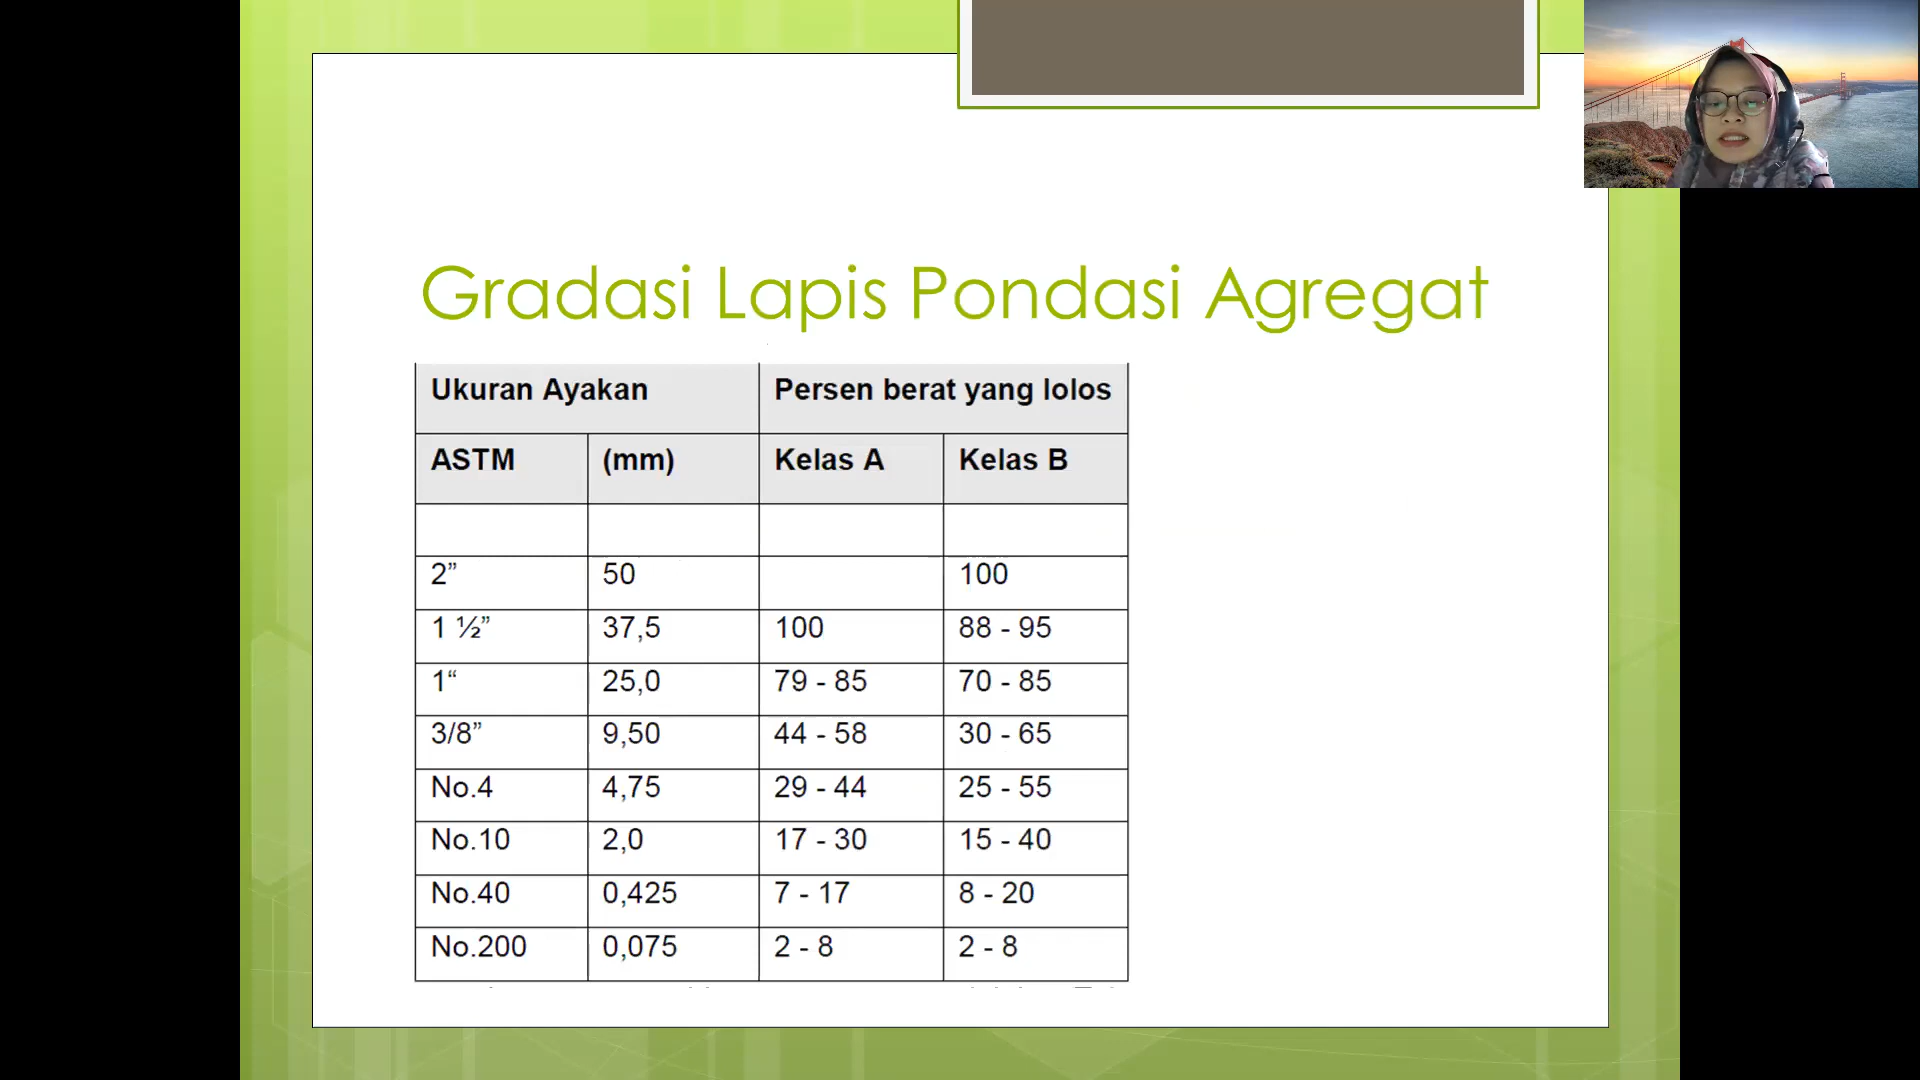 Gradasi Lapis Pondasi Agregat
Ukuran Ayakan Persen berat yang lolos
ASTM (mm) Kelas A Kelas B
2” 50 100
1 ½” 37,5 100 88 - 95
1“ 25,0 79 - 85 70 - 85
3/8” 9,50 44 - 58 30 - 65
No.4 4,75 29 - 44 25 - 55
No.10 2,0 17 - 30 15 - 40
No.40 0,425 7 - 17 8 - 20
No.200 0,075 2 - 8 2 - 8